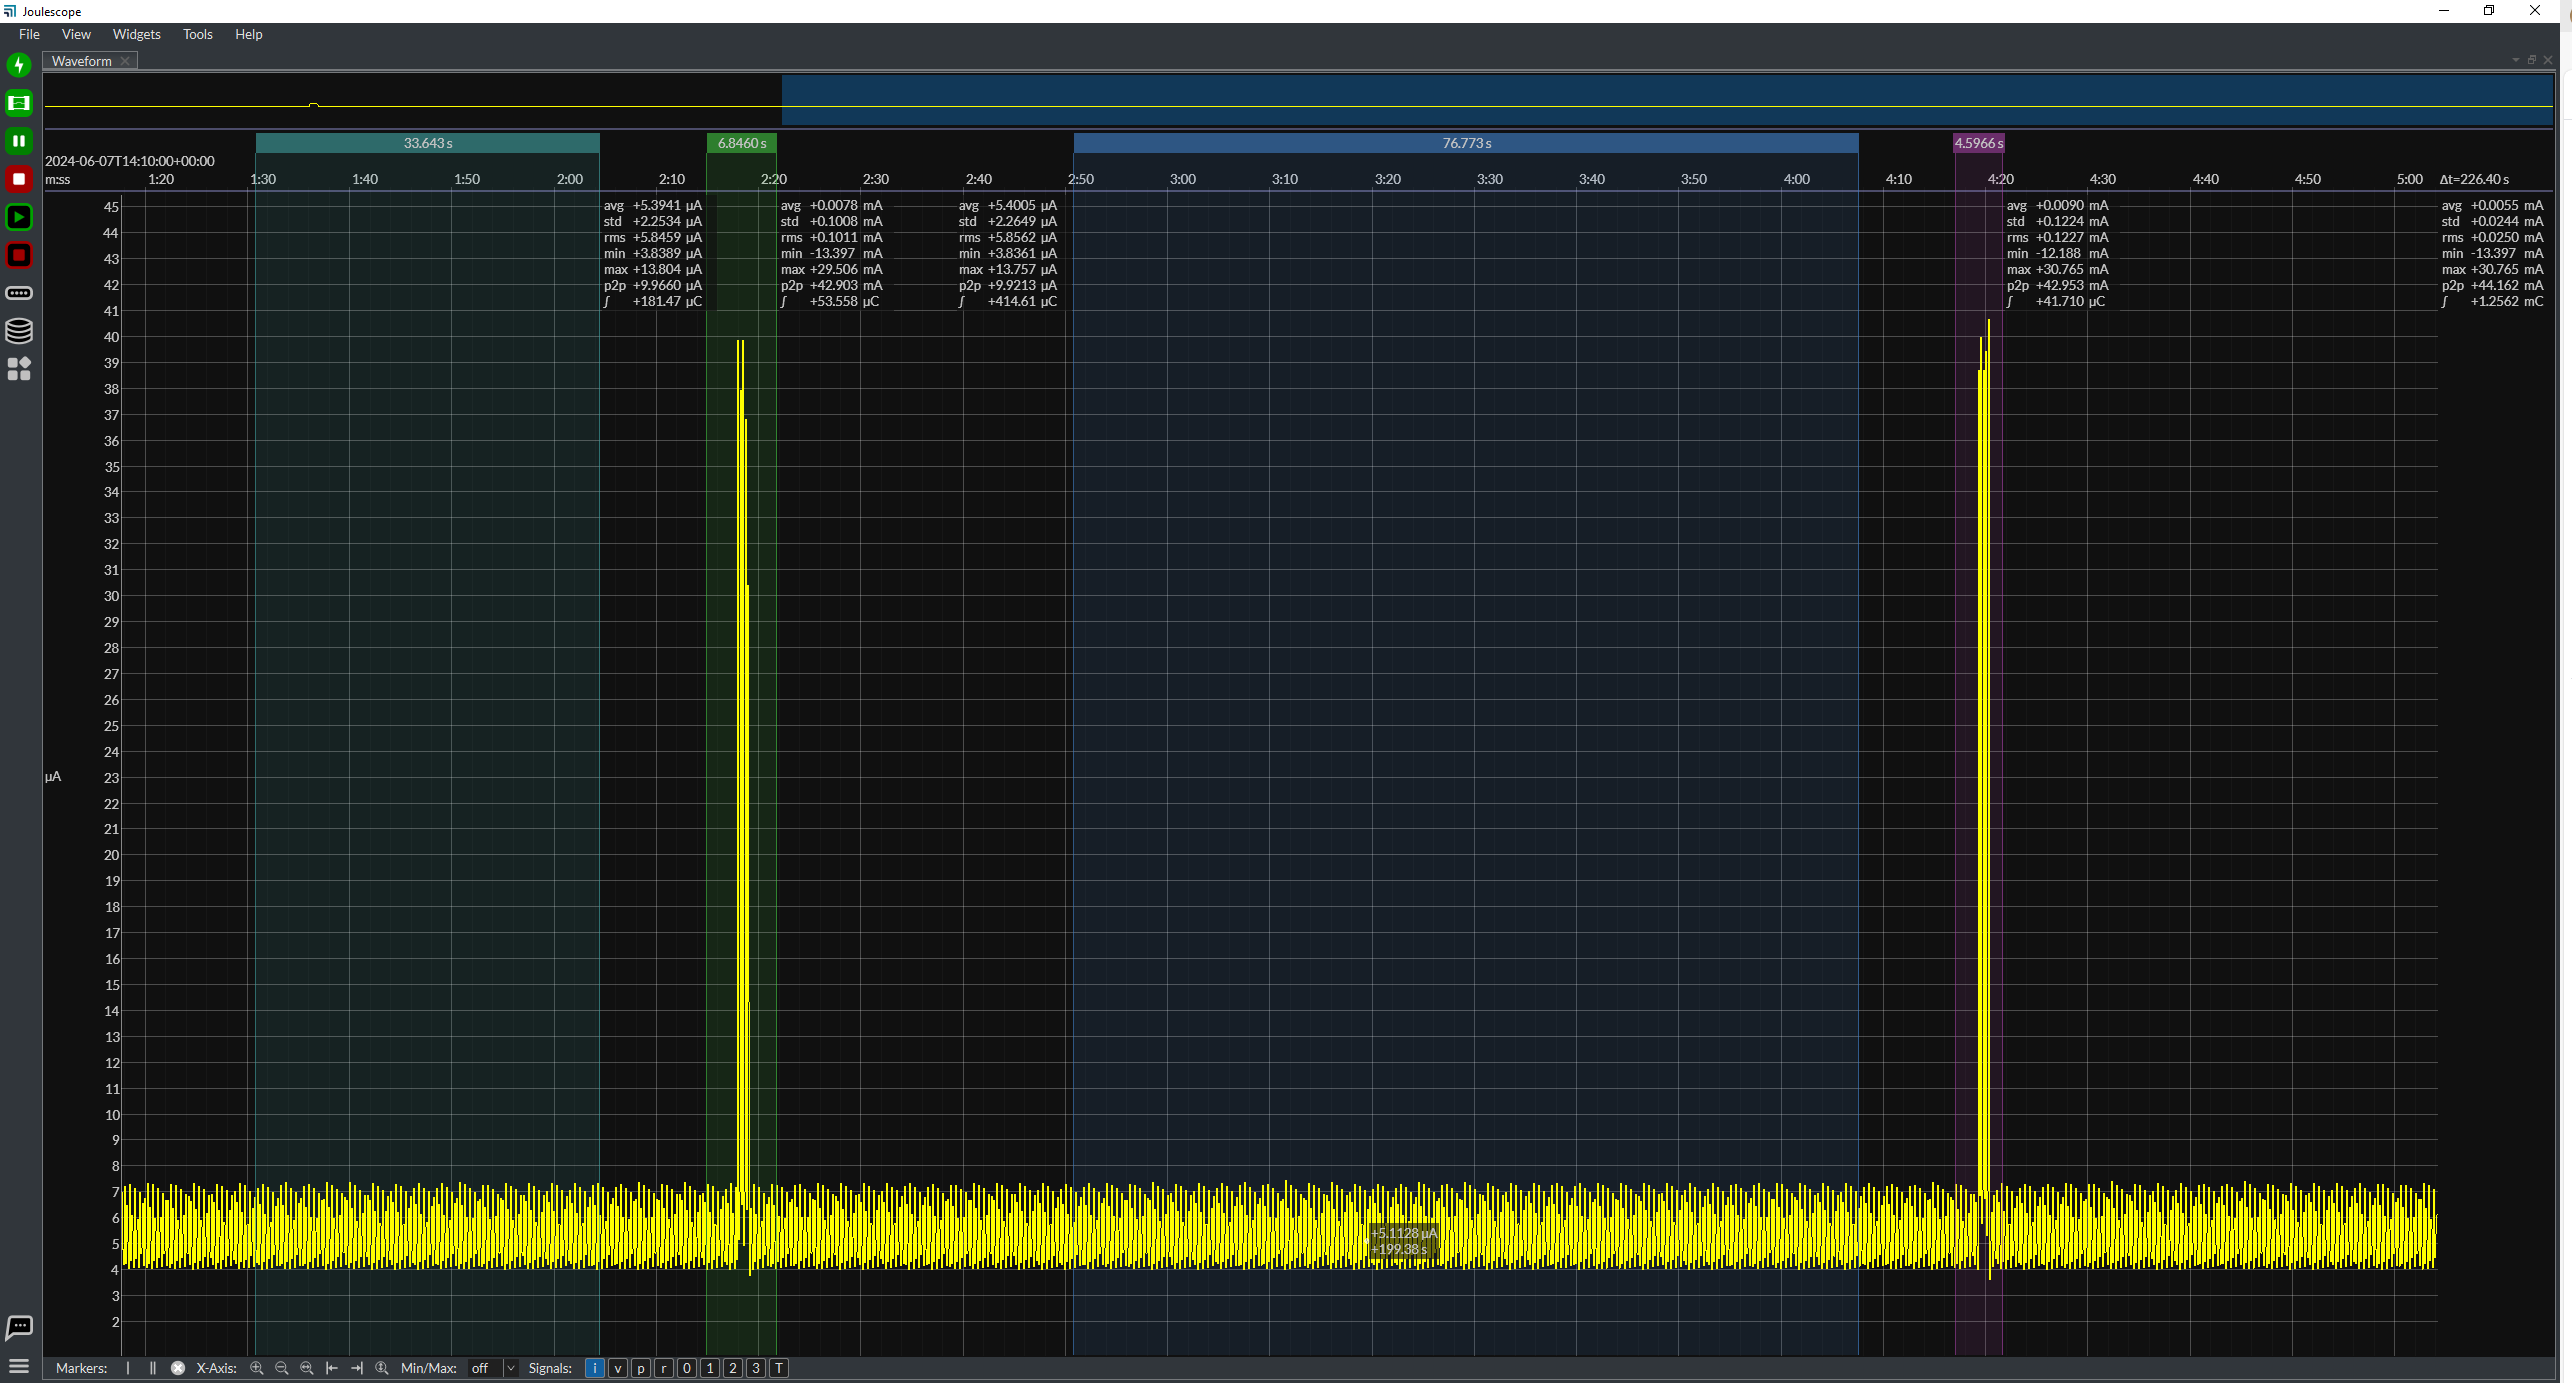 Joulescope
File View Widgets Tools Help
Waveform
33.643 s 6.8460 s 76.773 s 4.5966 s
2024-06-07T14:10:00+00:00
m:ss 1:20 1:30 1:40 1:50 2:00 2:10 2:20 2:30 2:40 2:50 3:00 3:10 3:20 3:30 3:40 3:50 4:00 4:10 4:20 4:30 4:40 4:50 5:00 Δt=226.40 s
avg +5.3941 µA avg +0.0078 mA avg +5.4005 µA avg +0.0090 mA avg +0.0055 mA
std +2.2534 µA std +0.1008 mA std +2.2649 µA std +0.1224 mA std +0.0244 mA
rms +5.8459 µA rms +0.1011 mA rms +5.8562 µA rms +0.1227 mA rms +0.0250 mA
min +3.8389 µA min -13.397 mA min +3.8361 µA min -12.188 mA min -13.397 mA
max +13.804 µA max +29.506 mA max +13.757 µA max +30.765 mA max +30.765 mA
p2p +9.9660 µA p2p +42.903 mA p2p +9.9213 µA p2p +42.953 mA p2p +44.162 mA
∫ +181.47 µC ∫ +53.558 µC ∫ +414.61 µC ∫ +41.710 µC ∫ +1.2562 mC
45
44
43
42
41
40
39
38
37
36
35
34
33
32
31
30
29
28
27
26
25
24
µA 23
22
21
20
19
18
17
16
15
14
13
12
11
10
9
8
7
6
5
4
3
2
+5.1128 µA
+199.38 s
Markers: X-Axis: Min/Max: off Signals: i v p r 0 1 2 3 T